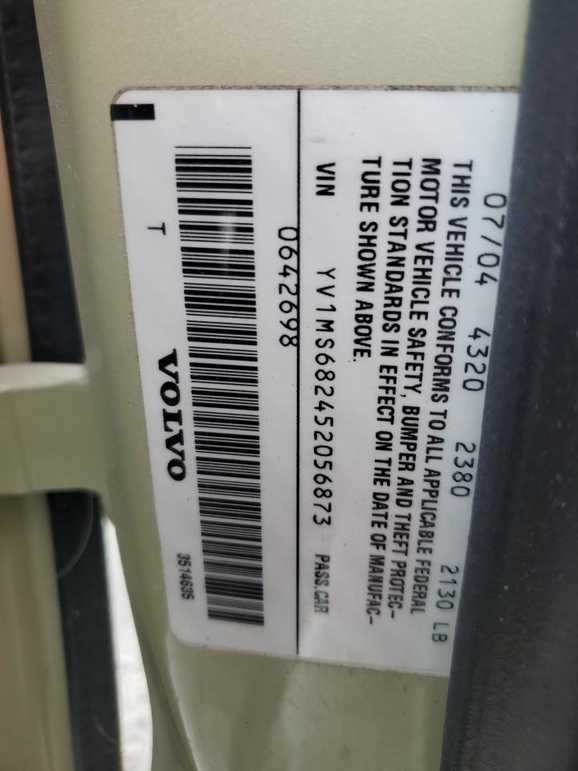 07/04 4320 2380 2130 LB
THIS VEHICLE CONFORMS TO ALL APPLICABLE FEDERAL
MOTOR VEHICLE SAFETY, BUMPER AND THEFT PROTEC-
TION STANDARDS IN EFFECT ON THE DATE OF MANUFAC-
TURE SHOWN ABOVE.
VIN YV1MS682452056873 PASS.CAR
0642698
T VOLVO 3514635